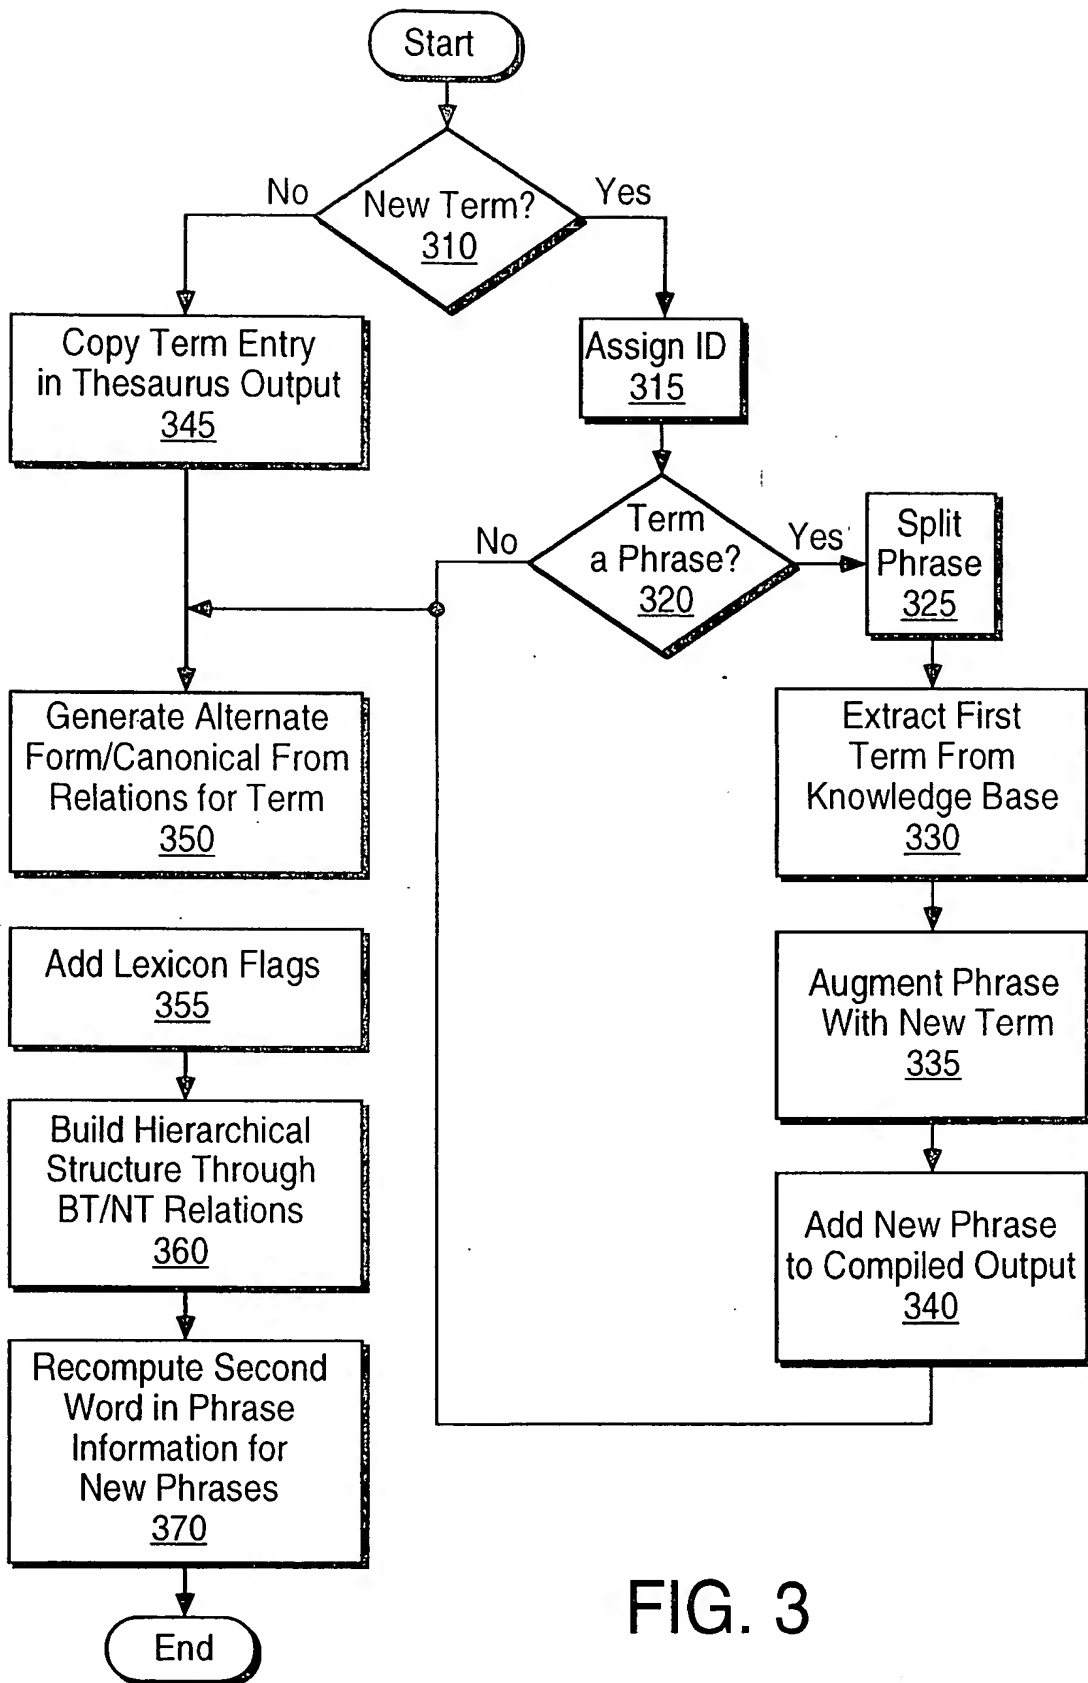 Start
New Term?
310
No
Yes
Copy Term Entry
in Thesaurus Output
345
Assign ID
315
Term
a Phrase?
320
No
Yes
Split
Phrase
325
Extract First
Term From
Knowledge Base
330
Augment Phrase
With New Term
335
Add New Phrase
to Compiled Output
340
Generate Alternate
Form/Canonical From
Relations for Term
350
Add Lexicon Flags
355
Build Hierarchical
Structure Through
BT/NT Relations
360
Recompute Second
Word in Phrase
Information for
New Phrases
370
End
FIG. 3